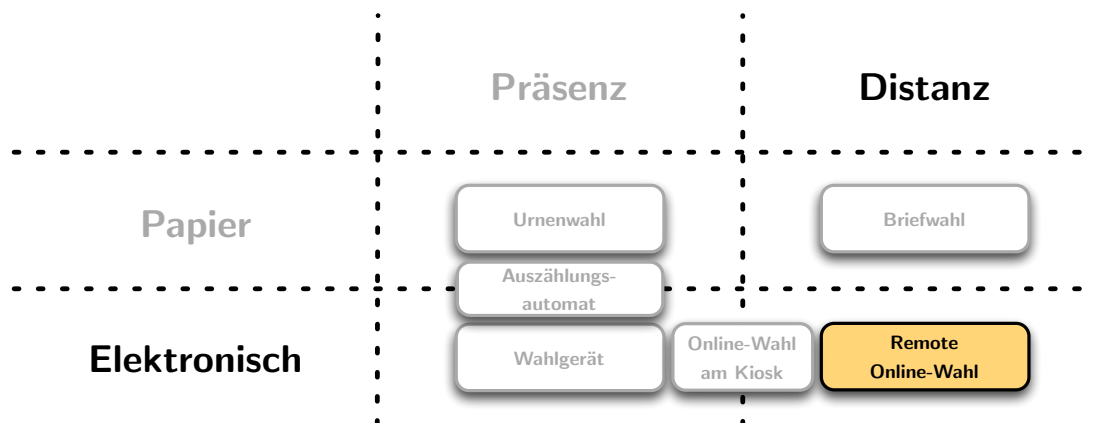 Präsenz
Distanz
Papier
Urnenwahl
Briefwahl
Auszählungs-
automat
Elektronisch
Wahlgerät
Online-Wahl
am Kiosk
Remote
Online-Wahl